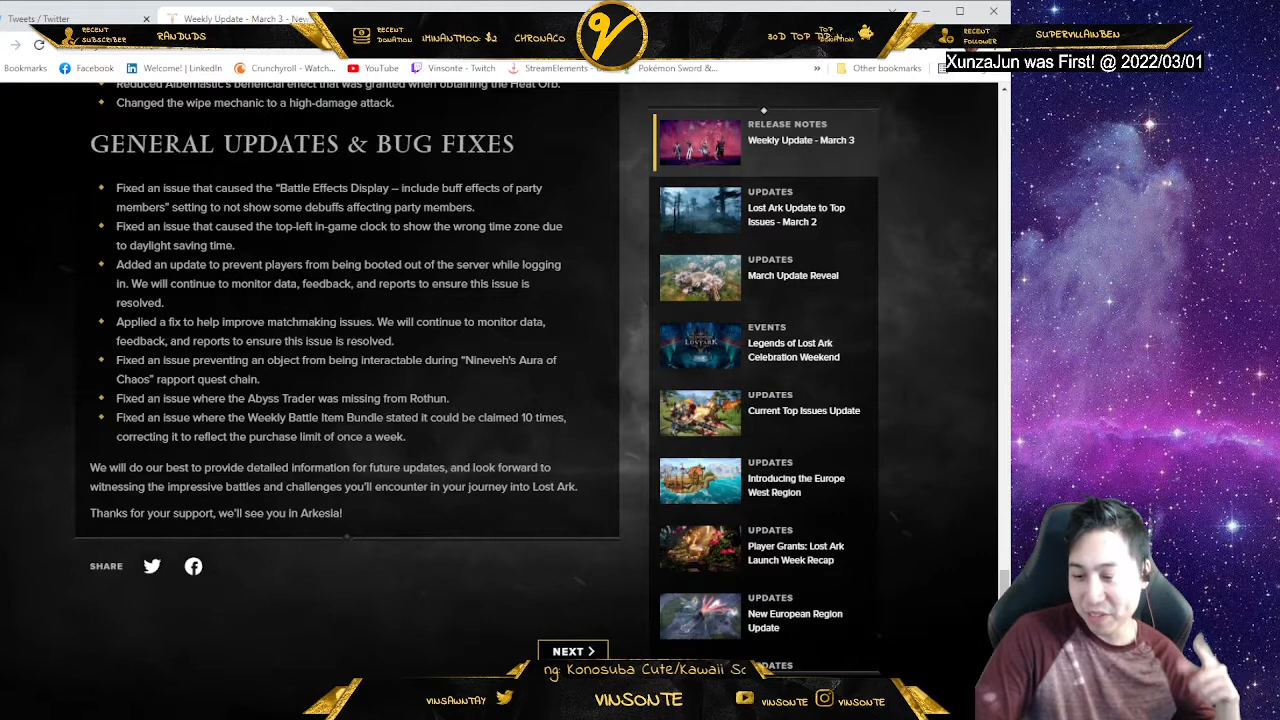 Tweets / Twitter
Weekly Update - March 3 - New
RECENT SUBSCRIBER
RANDUDS
RECENT DONATION
IMINANTMOO: $2
CHRONACO
30D TOP
TOP DONATION
RECENT FOLLOWER
SUPERVILLAINBEN
XunzaJun was First! @ 2022/03/01
Bookmarks
Facebook
Welcome! | LinkedIn
Crunchyroll - Watch...
YouTube
Vinsonte - Twitch
StreamElements - D...
Pokémon Sword &...
»
Other bookmarks
Reduced Albernastic's beneficial effect that was granted when obtaining the Heat Orb.
Changed the wipe mechanic to a high-damage attack.
GENERAL UPDATES & BUG FIXES
Fixed an issue that caused the “Battle Effects Display – include buff effects of party
members” setting to not show some debuffs affecting party members.
Fixed an issue that caused the top-left in-game clock to show the wrong time zone due
to daylight saving time.
Added an update to prevent players from being booted out of the server while logging
in. We will continue to monitor data, feedback, and reports to ensure this issue is
resolved.
Applied a fix to help improve matchmaking issues. We will continue to monitor data,
feedback, and reports to ensure this issue is resolved.
Fixed an issue preventing an object from being interactable during “Nineveh’s Aura of
Chaos” rapport quest chain.
Fixed an issue where the Abyss Trader was missing from Rothun.
Fixed an issue where the Weekly Battle Item Bundle stated it could be claimed 10 times,
correcting it to reflect the purchase limit of once a week.
We will do our best to provide detailed information for future updates, and look forward to
witnessing the impressive battles and challenges you’ll encounter in your journey into Lost Ark.
Thanks for your support, we’ll see you in Arkesia!
SHARE
NEXT
RELEASE NOTES
Weekly Update - March 3
UPDATES
Lost Ark Update to Top
Issues - March 2
UPDATES
March Update Reveal
EVENTS
Legends of Lost Ark
Celebration Weekend
LOST ARK
UPDATES
Current Top Issues Update
UPDATES
Introducing the Europe
West Region
UPDATES
Player Grants: Lost Ark
Launch Week Recap
UPDATES
New European Region
Update
UPDATES
ng: Konosuba Cute/Kawaii So
VINSAWNTAY
VINSONTE
VINSONTE
VINSONTE